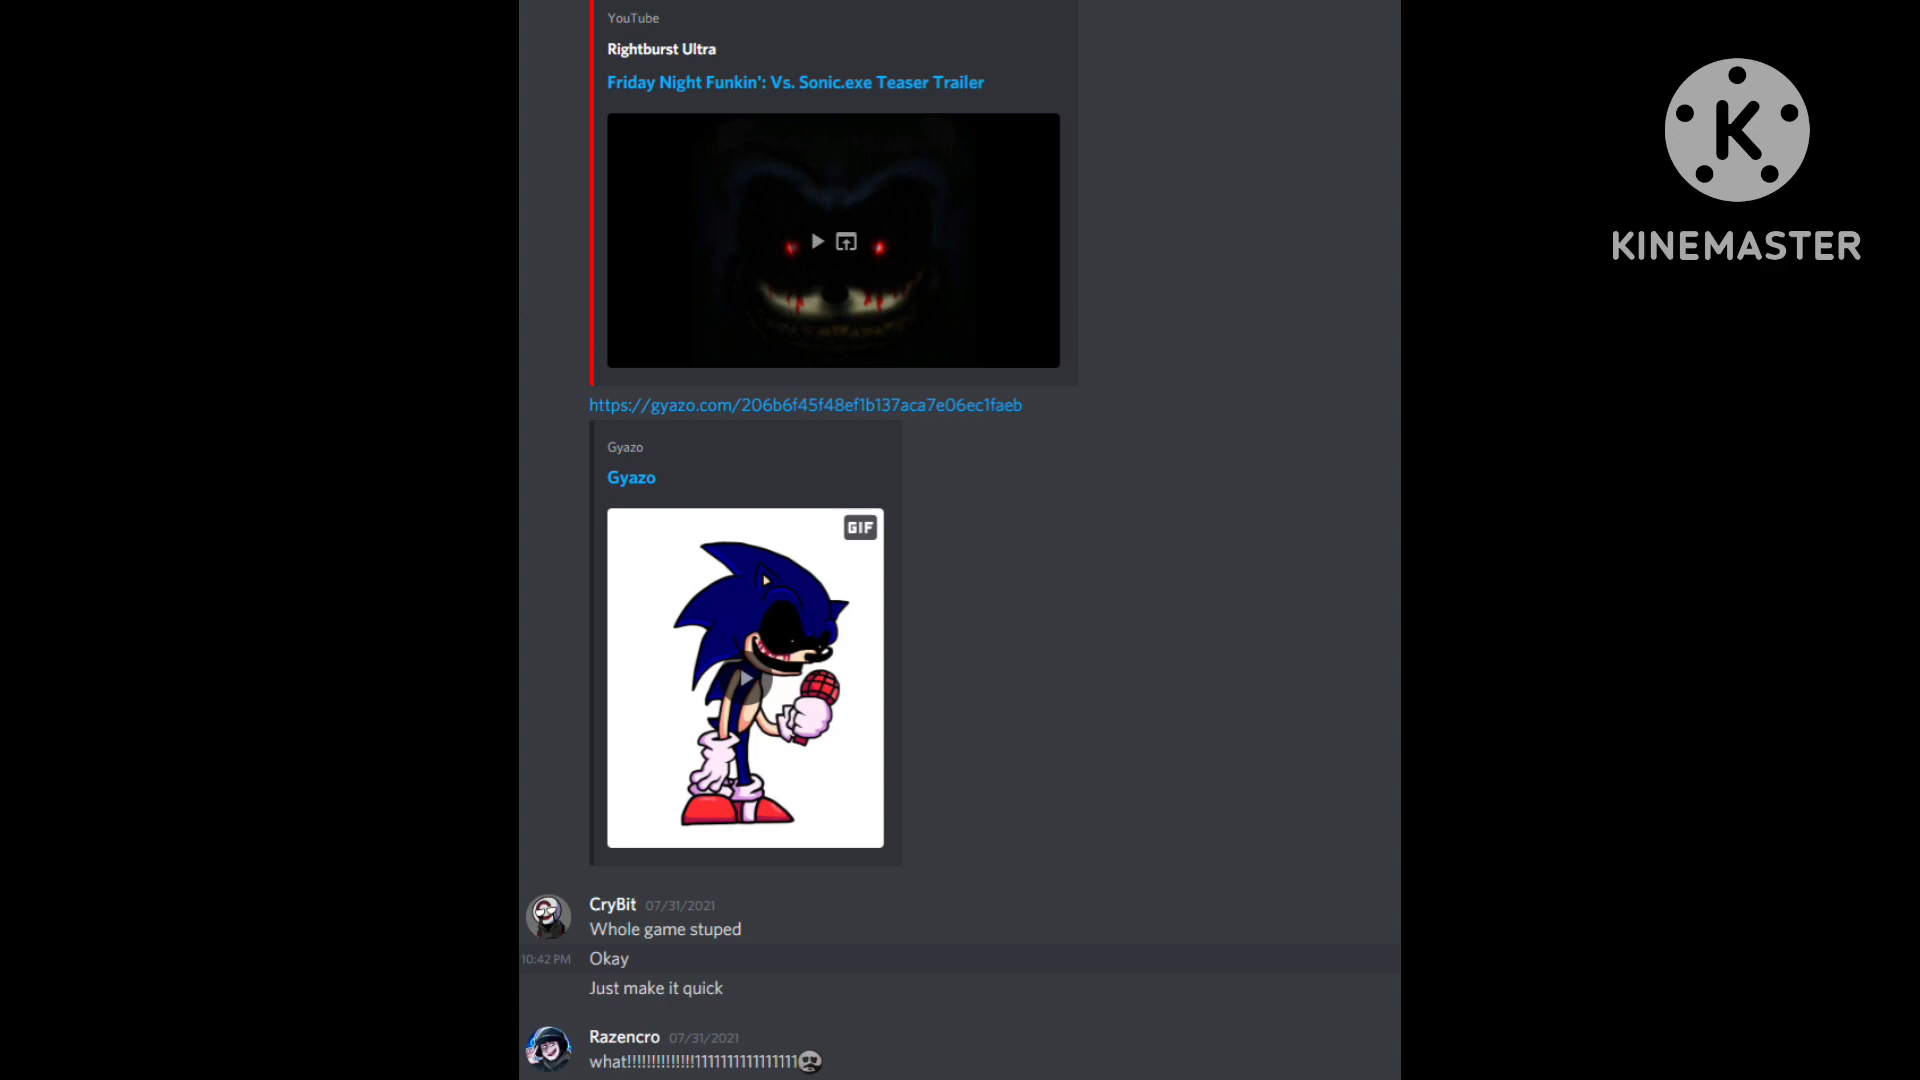 YouTube
Rightburst Ultra
Friday Night Funkin': Vs. Sonic.exe Teaser Trailer
K
KINEMASTER
https://gyazo.com/206b6f45f48ef1b137aca7e06ec1faeb
Gyazo
Gyazo
GIF
CryBit 07/31/2021
Whole game stuped
10:42 PM Okay
Just make it quick
Razencro 07/31/2021
what!!!!!!!!!!!!!!1111111111111111